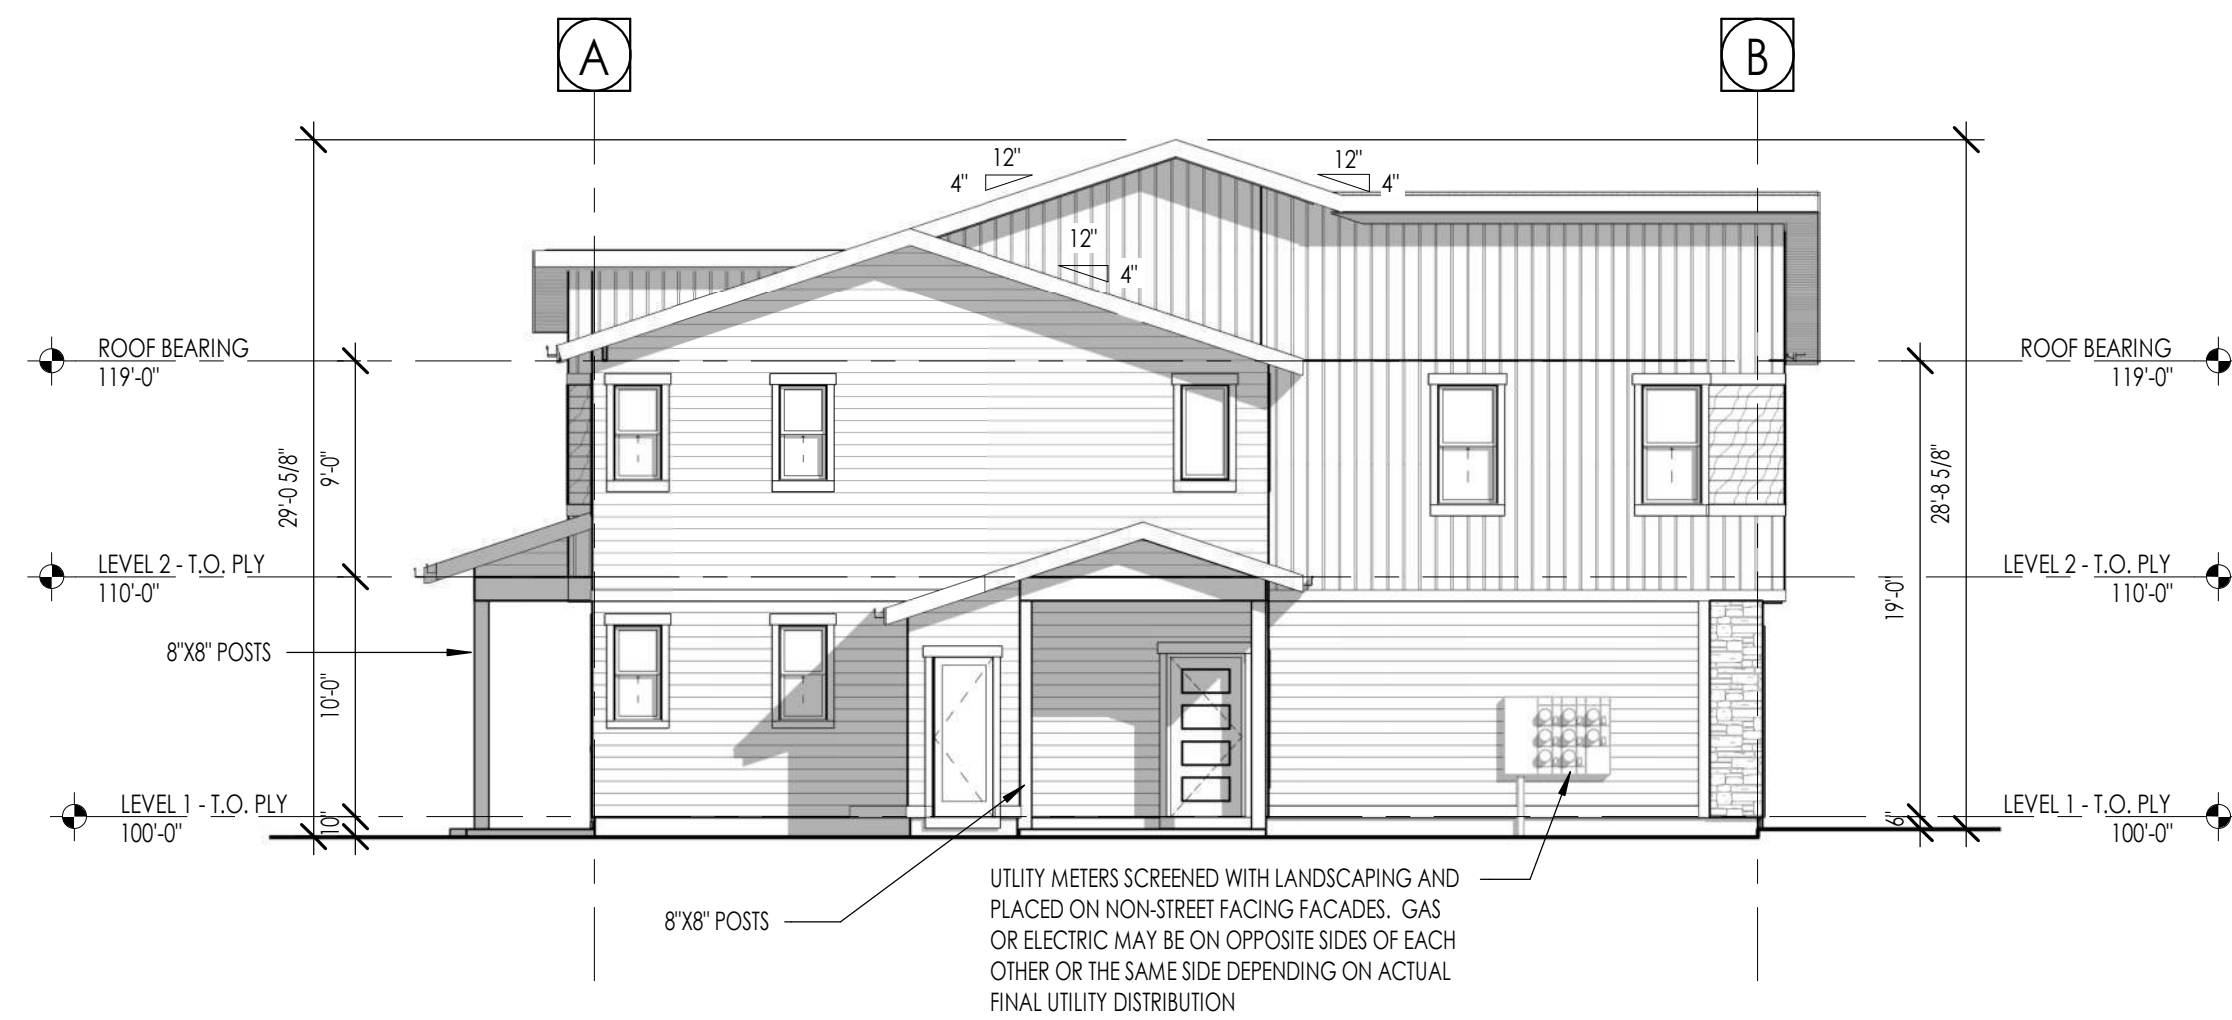 A
B
12"
4"
12"
4"
12"
4"
ROOF BEARING
119'-0"
ROOF BEARING
119'-0"
29'-0 5/8"
9'-0"
28'-8 5/8"
LEVEL 2 - T.O. PLY
110'-0"
LEVEL 2 - T.O. PLY
110'-0"
19'-0"
8"X8" POSTS
10'-0"
LEVEL 1 - T.O. PLY
100'-0"
10"
6"
LEVEL 1 - T.O. PLY
100'-0"
8"X8" POSTS
UTLITY METERS SCREENED WITH LANDSCAPING AND
PLACED ON NON-STREET FACING FACADES. GAS
OR ELECTRIC MAY BE ON OPPOSITE SIDES OF EACH
OTHER OR THE SAME SIDE DEPENDING ON ACTUAL
FINAL UTILITY DISTRIBUTION